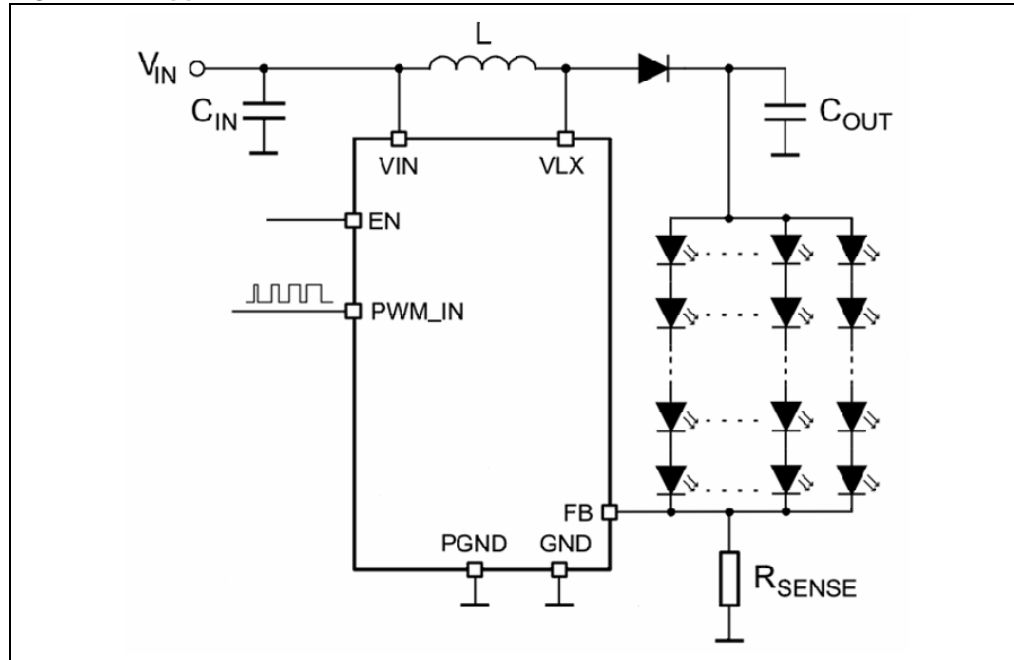 L
VIN
CIN
COUT
VIN
VLX
EN
PWM_IN
FB
PGND
GND
RSENSE